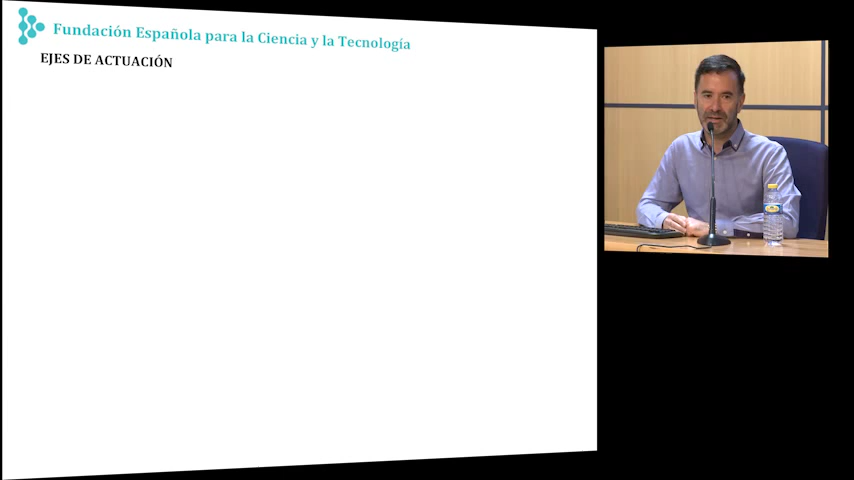 Fundación Española para la Ciencia y la Tecnología
EJES DE ACTUACIÓN